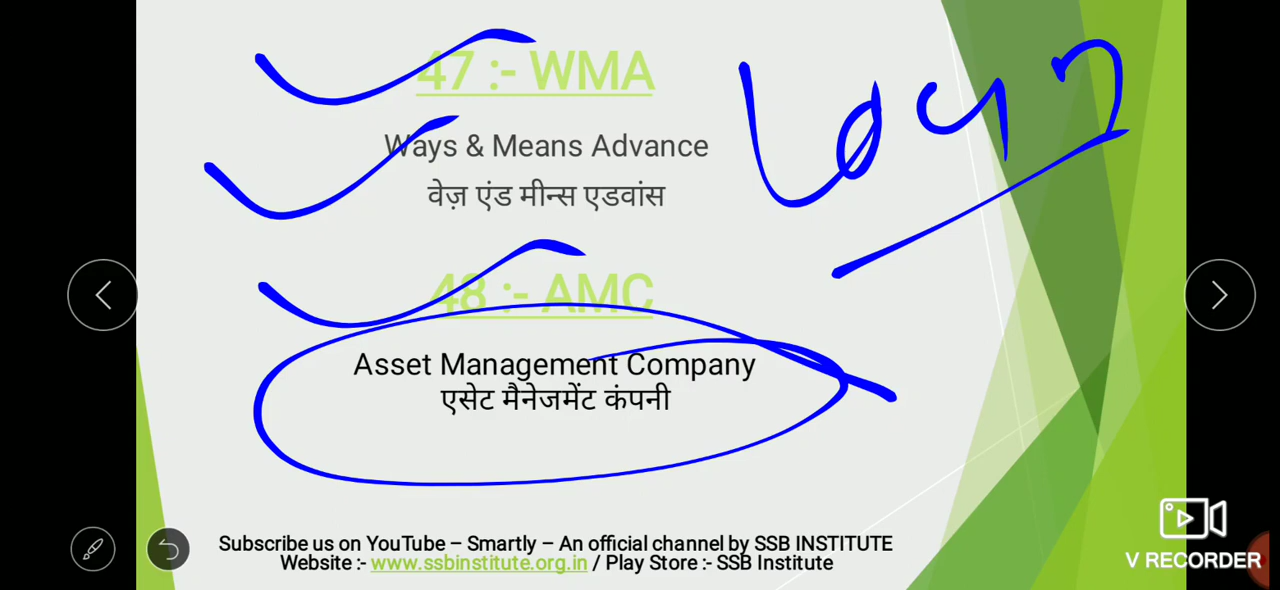 47 :- WMA
Ways & Means Advance
वेज़ एंड मीन्स एडवांस
48 :- AMC
Asset Management Company
एसेट मैनेजमेंट कंपनी
Subscribe us on YouTube – Smartly – An official channel by SSB INSTITUTE
Website :- www.ssbinstitute.org.in / Play Store :- SSB Institute
V RECORDER